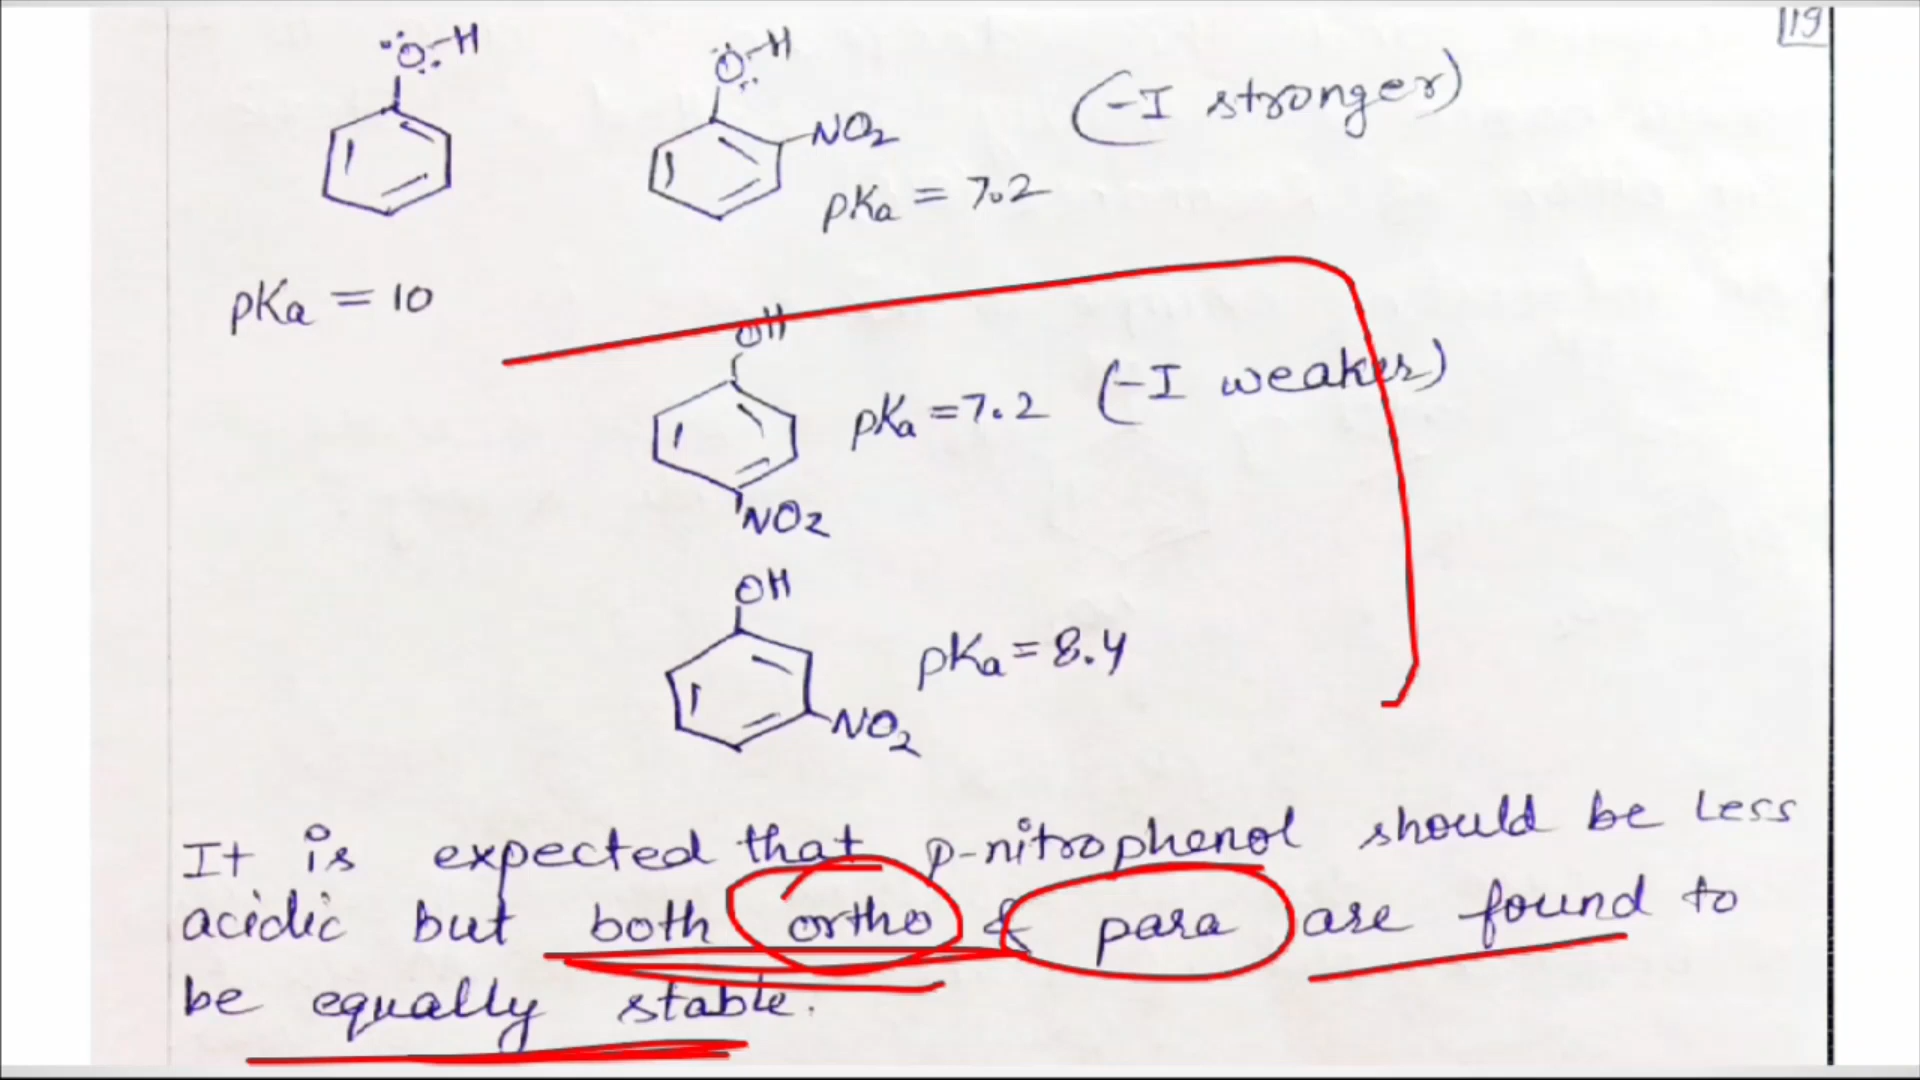 19
:Ö-H
:Ö-H
NO2
(-I stronger)
pKa = 7.2
pKa = 10
OH
pKa = 7.2 (-I weaker)
NO2
OH
pKa = 8.4
NO2
It is expected that p-nitrophenol should be less
acidic but both ortho & para are found to
be equally stable.